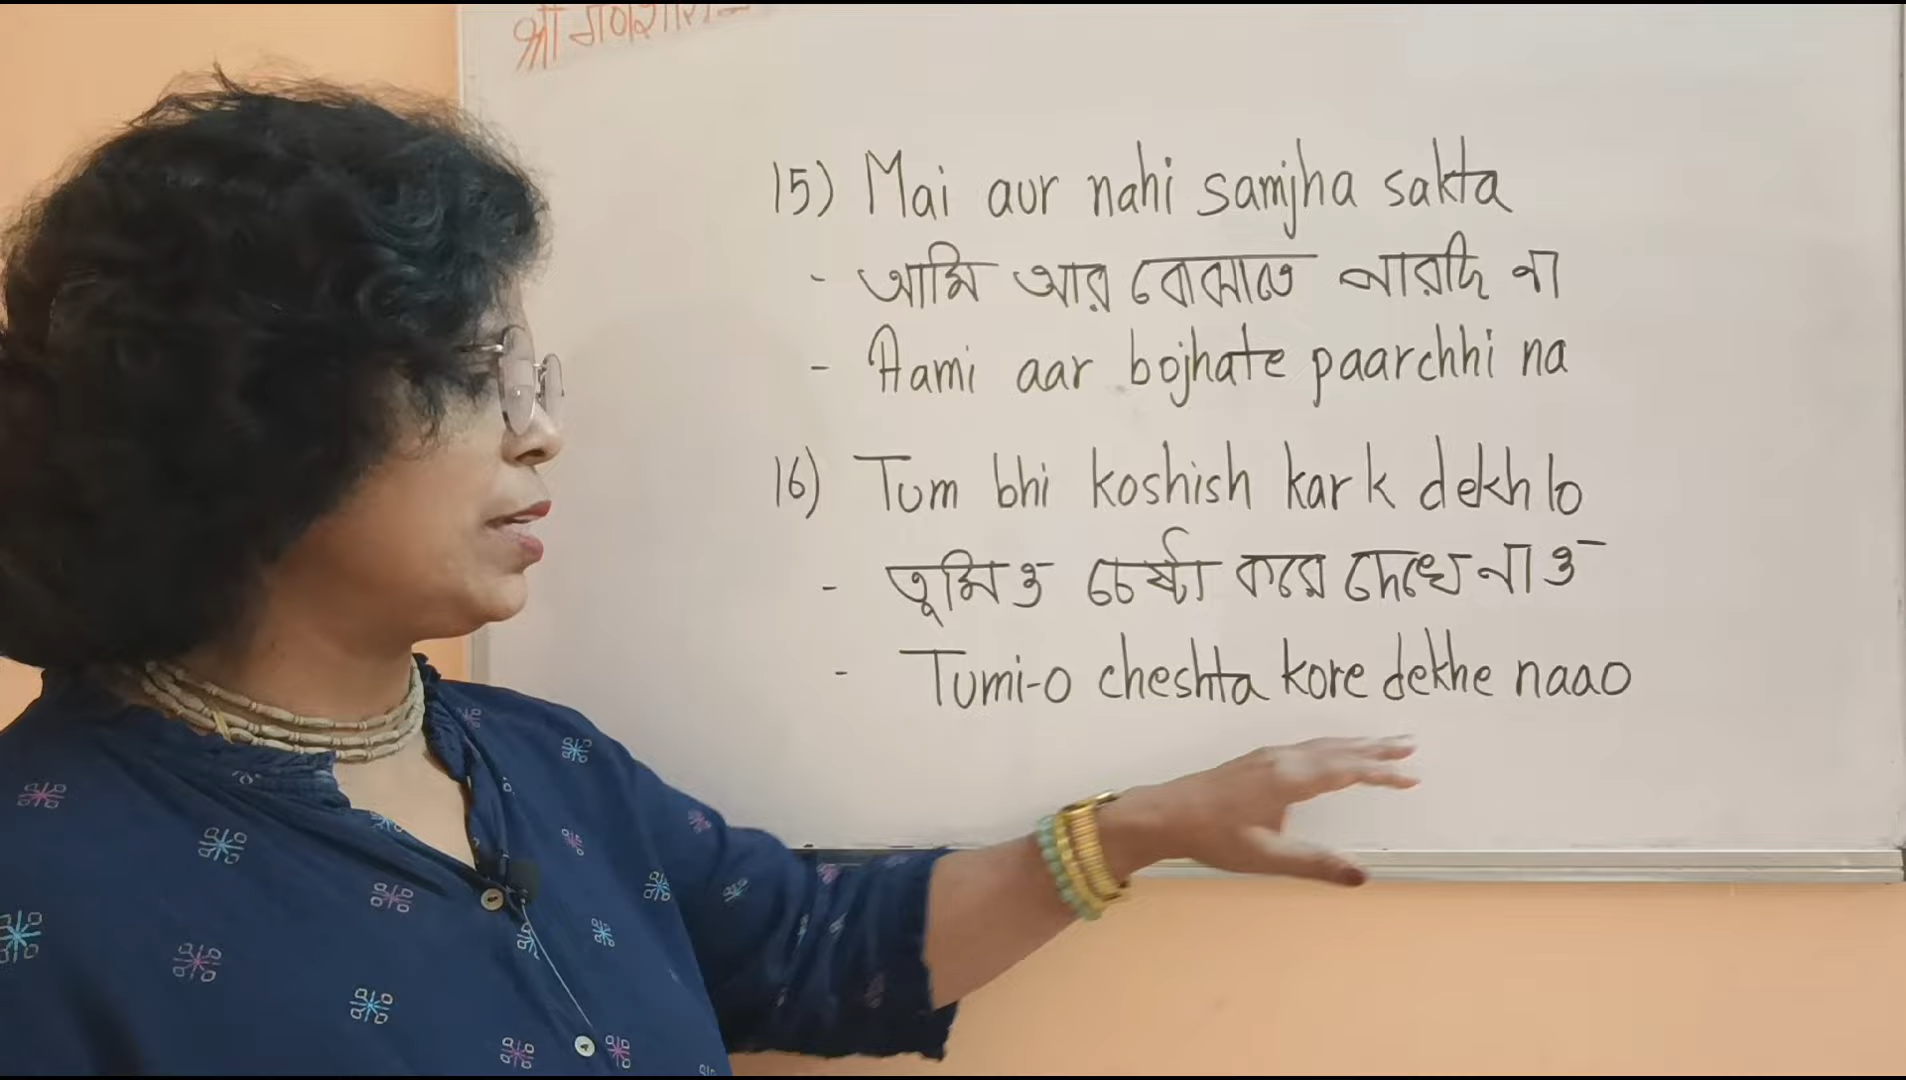 15) Mai aur nahi samjha sakta
- আমি আর বোঝাতে পারছি না
- Aami aar bojhate paarchhi na
16) Tum bhi koshish kar k dekh lo
- তুমিও চেষ্টা করে দেখে নাও
- Tumi-o cheshta kore dekhe naao